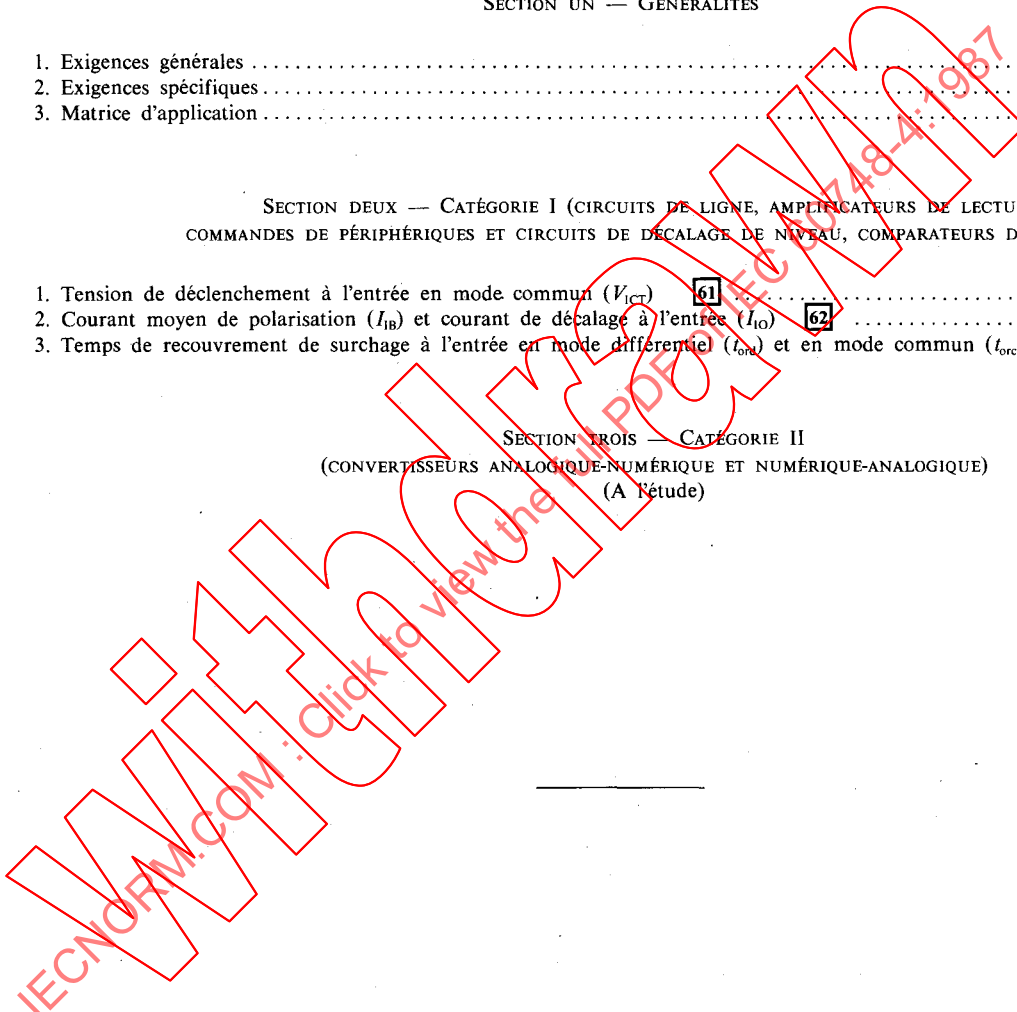 SECTION UN — GÉNÉRALITÉS
1. Exigences générales ..........................................................................
2. Exigences spécifiques ..........................................................................
3. Matrice d'application ..........................................................................
SECTION DEUX — CATÉGORIE I (CIRCUITS DE LIGNE, AMPLIFICATEURS DE LECTU
COMMANDES DE PÉRIPHÉRIQUES ET CIRCUITS DE DÉCALAGE DE NIVEAU, COMPARATEURS D
1. Tension de déclenchement à l'entrée en mode commun (V_ICT) 61 ..............................
2. Courant moyen de polarisation (I_IB) et courant de décalage à l'entrée (I_IO) 62 ................
3. Temps de recouvrement de surchage à l'entrée en mode différentiel (t_ord) et en mode commun (t_orc
SECTION TROIS — CATÉGORIE II
(CONVERTISSEURS ANALOGIQUE-NUMÉRIQUE ET NUMÉRIQUE-ANALOGIQUE)
(A l'étude)
withdrawn
IECNORM.COM : Click to view the full PDF of IEC 60748-4:1987